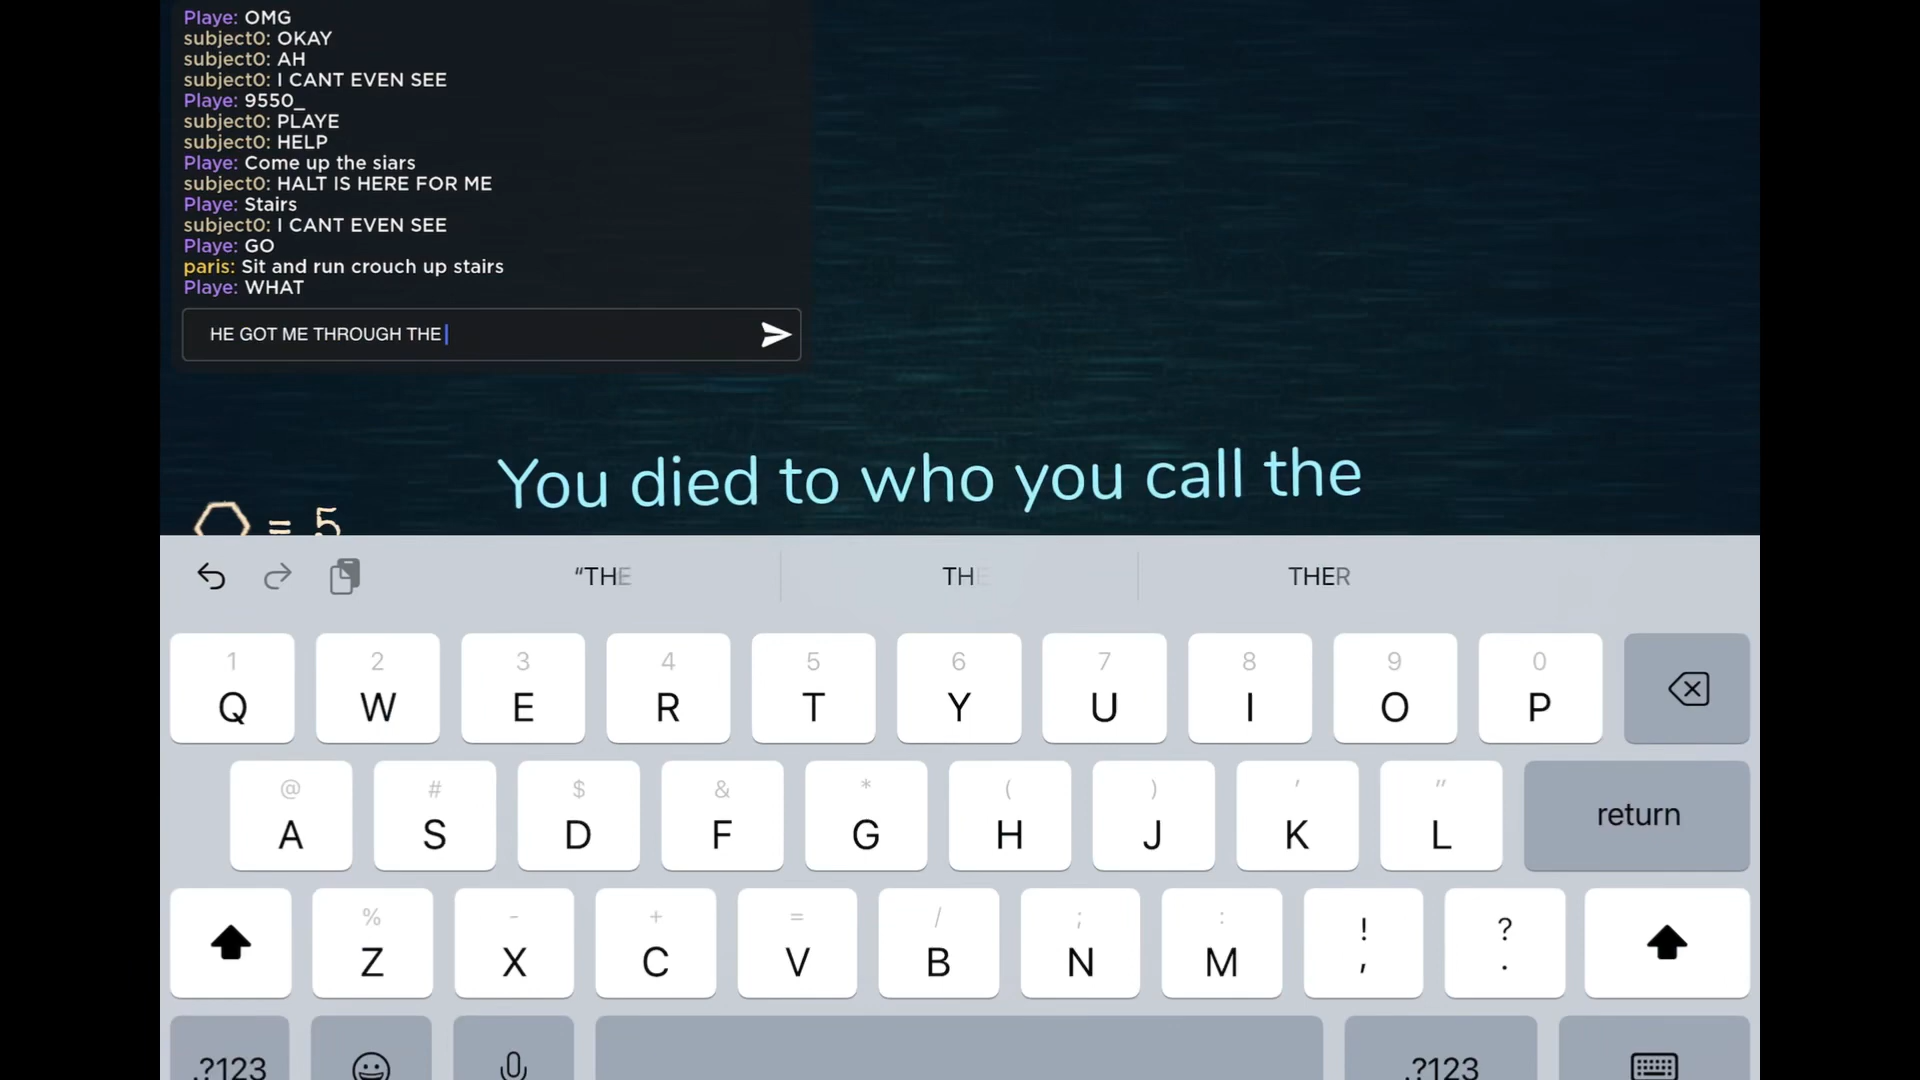 Playe: OMG
subject0: OKAY
subject0: AH
subject0: I CANT EVEN SEE
Playe: 9550_
subject0: PLAYE
subject0: HELP
Playe: Come up the siars
subject0: HALT IS HERE FOR ME
Playe: Stairs
subject0: I CANT EVEN SEE
Playe: GO
paris: Sit and run crouch up stairs
Playe: WHAT
HE GOT ME THROUGH THE
You died to who you call the
= 5
“THE THE THER
1 2 3 4 5 6 7 8 9 0
Q W E R T Y U I O P
@ # $ & * ( ) ' "
A S D F G H J K L return
% - + = / ; : ! ?
Z X C V B N M , .
.?123 .?123